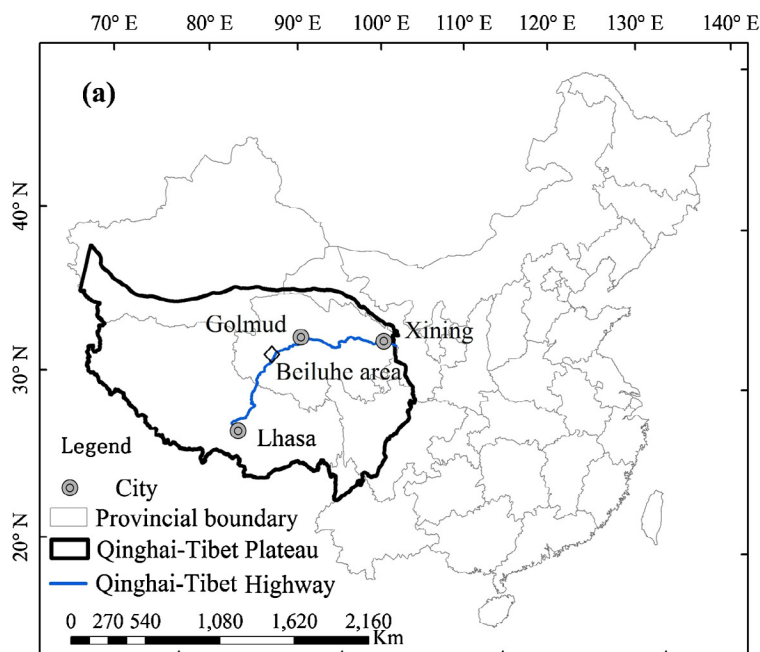 70° E 80° E 90° E 100° E 110° E 120° E 130° E 140° E
(a)
40° N
Golmud
Xining
30° N
Beiluhe area
Lhasa
Legend
City
Provincial boundary
20° N
Qinghai-Tibet Plateau
Qinghai-Tibet Highway
0 270 540 1,080 1,620 2,160
Km